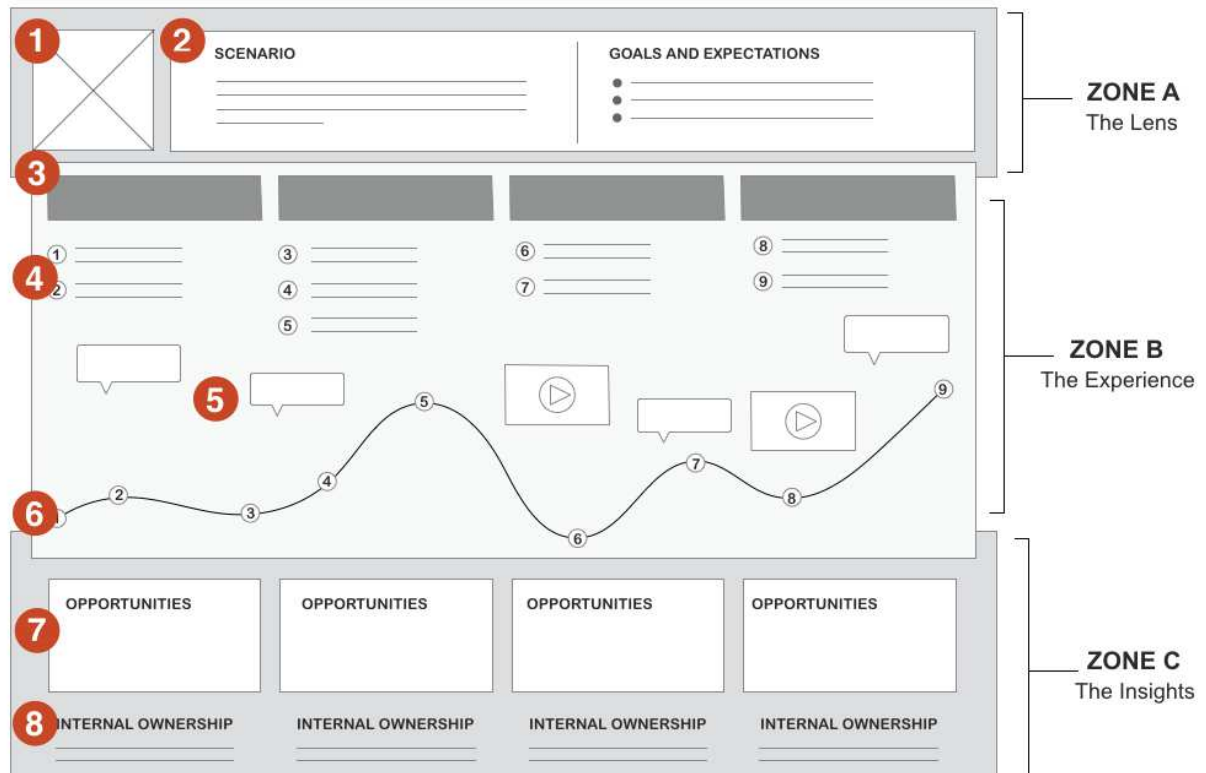 1
2
SCENARIO
GOALS AND EXPECTATIONS
ZONE A
The Lens
3
4
1
2
3
4
5
6
7
8
9
5
ZONE B
The Experience
6
1
2
3
4
5
6
7
8
9
7
OPPORTUNITIES
OPPORTUNITIES
OPPORTUNITIES
OPPORTUNITIES
ZONE C
The Insights
8
INTERNAL OWNERSHIP
INTERNAL OWNERSHIP
INTERNAL OWNERSHIP
INTERNAL OWNERSHIP